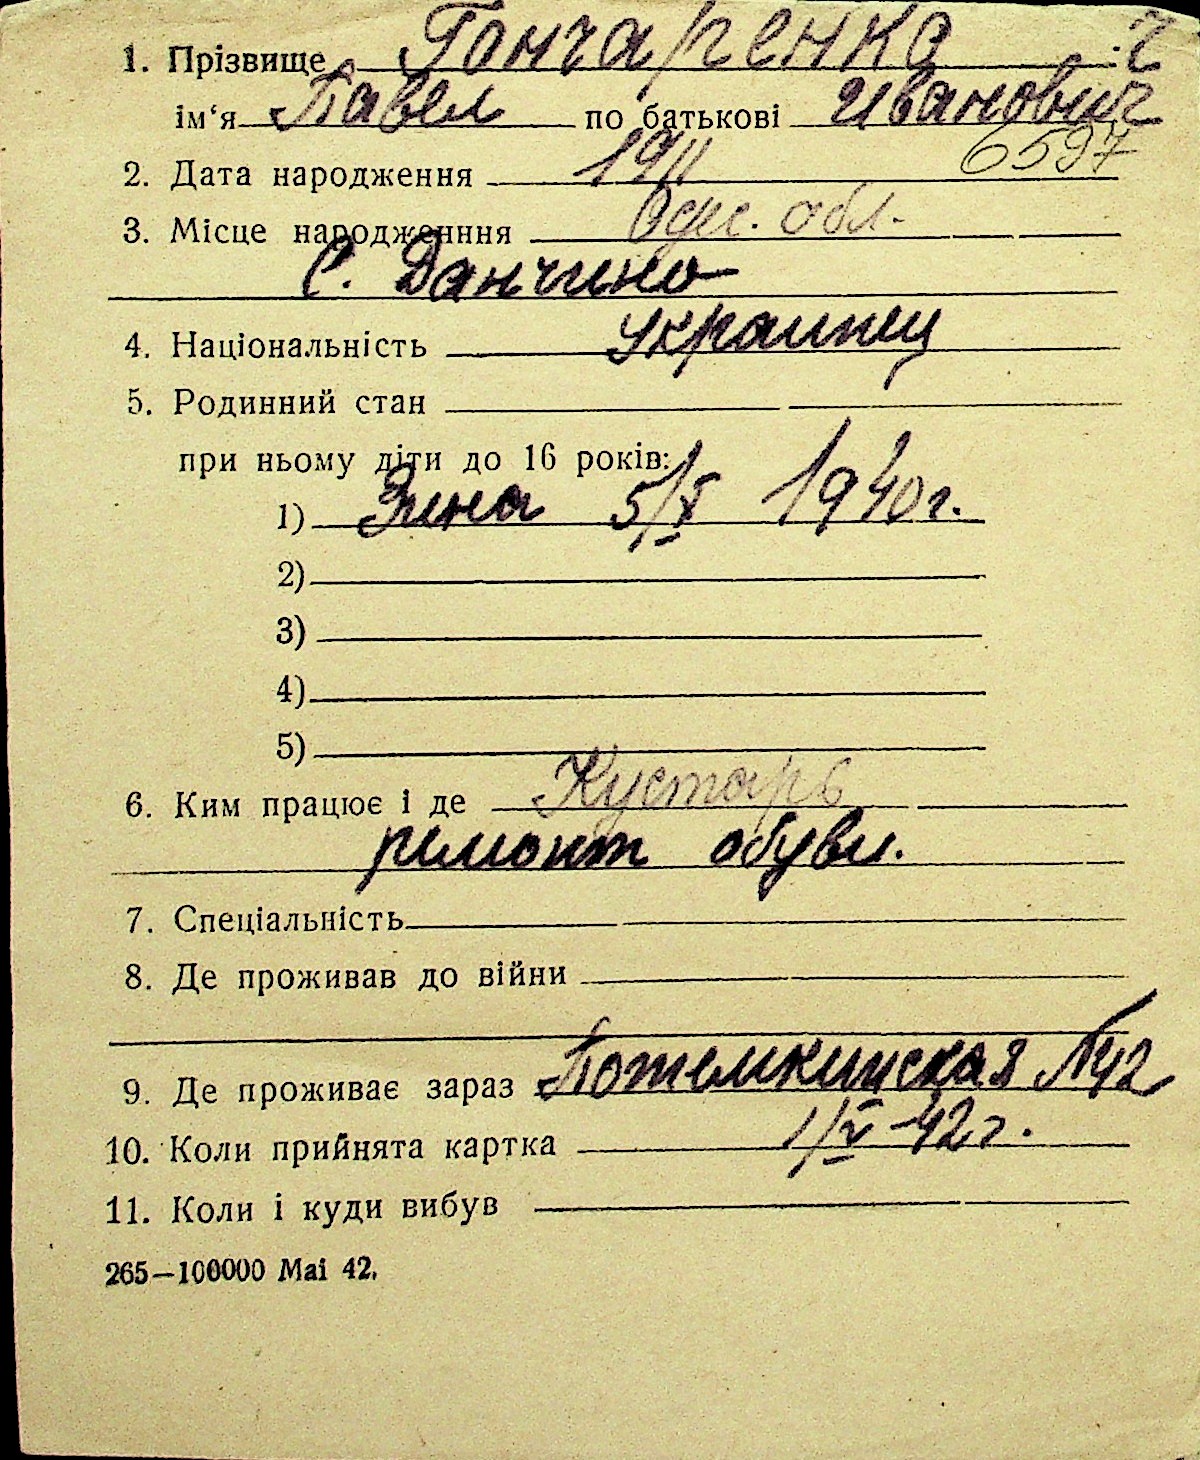 1. Прізвище Гончаренко
ім'я Павел по батькові Иванович
6597
2. Дата народження 1911
3. Місце народженння Одес. обл.
С. Данчино
4. Національність украинец
5. Родинний стан
при ньому діти до 16 років:
1) Зина 5/X 1940г.
2)
3)
4)
5)
6. Ким працює і де Кустарь
ремонт обуви.
7. Спеціальність
8. Де проживав до війни
9. Де проживає зараз Потемкинская №42
10. Коли прийнята картка 1/V 42г.
11. Коли і куди вибув
265—100000 Mai 42.